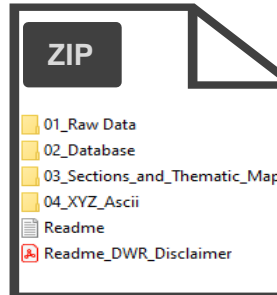 ZIP
01_Raw Data
02_Database
03_Sections_and_Thematic_Map
04_XYZ_Ascii
Readme
Readme_DWR_Disclaimer